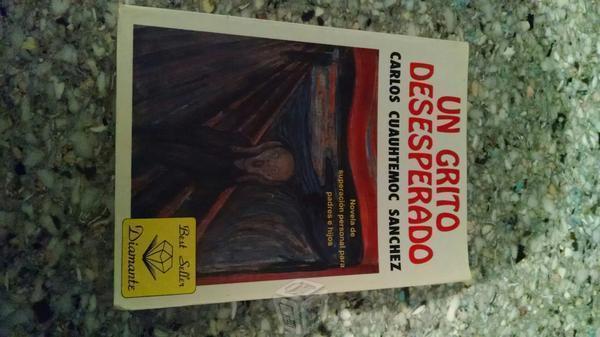 UN GRITO
DESESPERADO
CARLOS CUAUHTEMOC SANCHEZ
Novela de
superación personal para
padres e hijos
Best Seller
Diamante